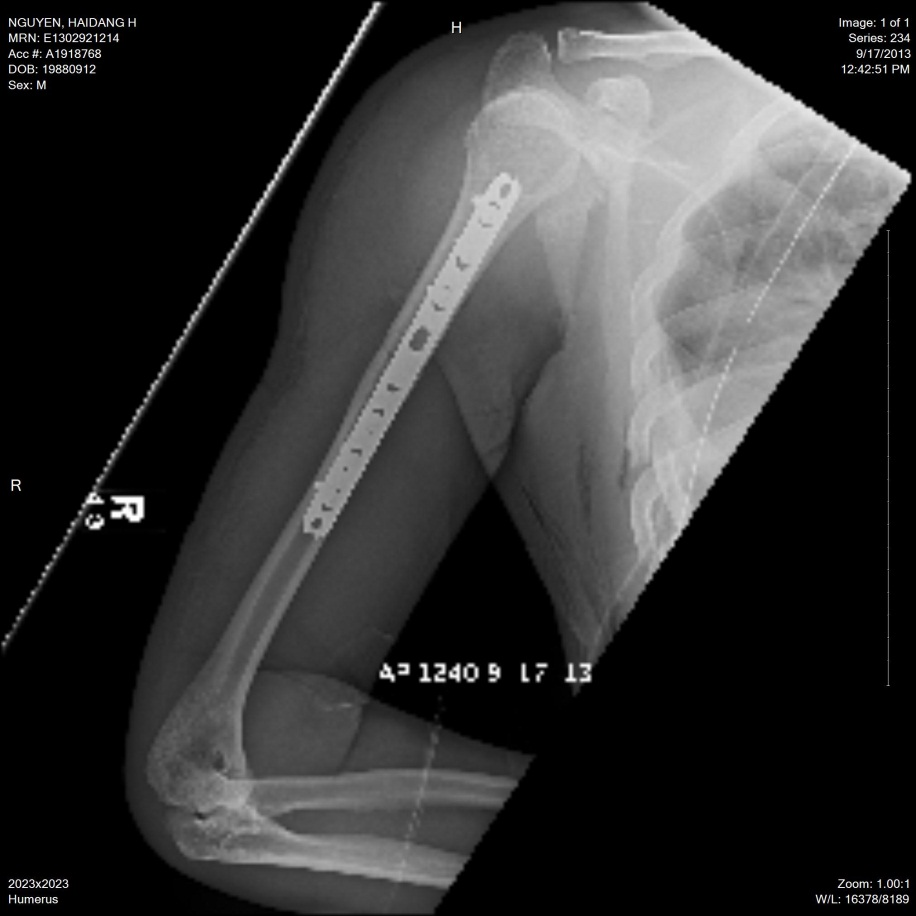 NGUYEN, HAIDANG H
MRN: E1302921214
Acc #: A1918768
DOB: 19880912
Sex: M
H
Image: 1 of 1
Series: 234
9/17/2013
12:42:51 PM
R
R
AP 1240 9 17 13
2023x2023
Humerus
Zoom: 1.00:1
W/L: 16378/8189